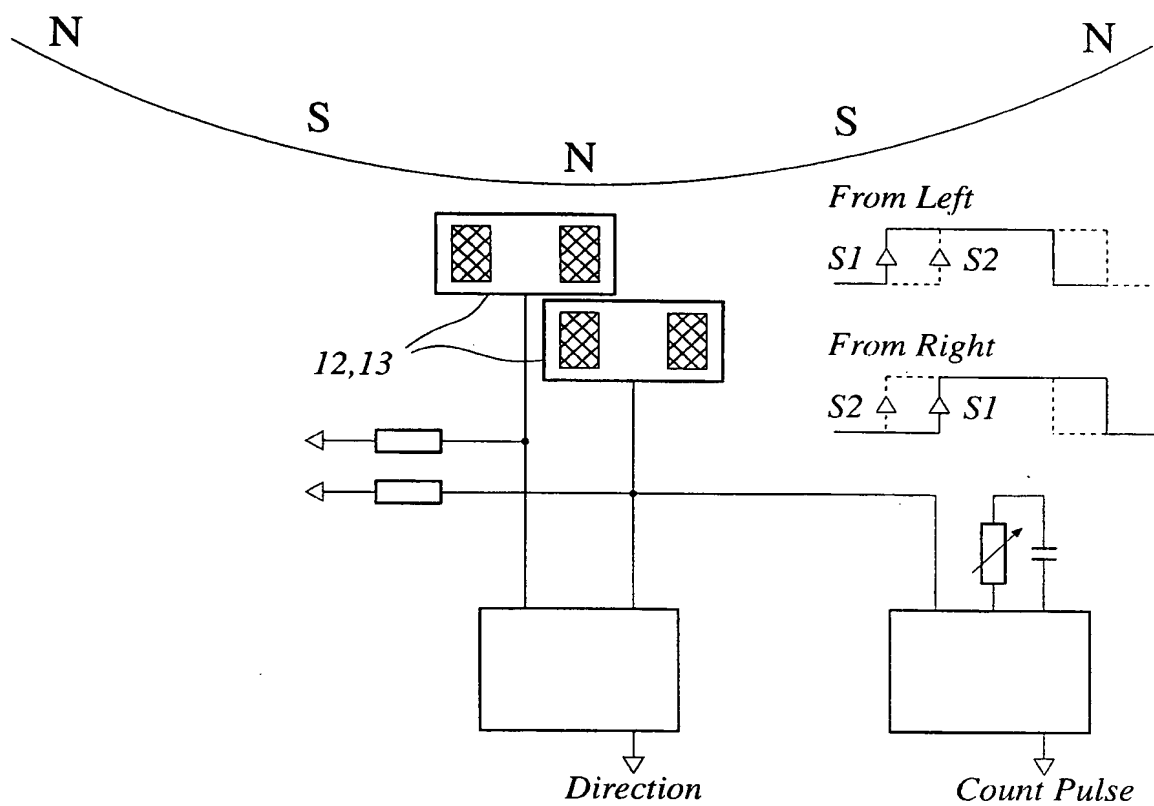 N
N
S
S
N
From Left
S1
S2
12,13
From Right
S2
S1
Direction
Count Pulse